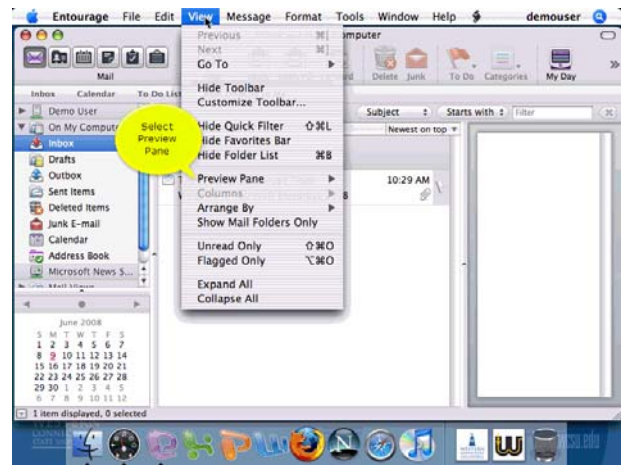 Entourage File Edit View Message Format Tools Window Help demouser
Previous ⌘[
Next ⌘]
Go To
Hide Toolbar
Customize Toolbar...
Hide Quick Filter ⇧⌘L
Hide Favorites Bar
Hide Folder List ⌘B
Preview Pane
Columns
Arrange By
Show Mail Folders Only
Unread Only ⇧⌘O
Flagged Only ⌥⌘O
Expand All
Collapse All
Select
Preview
Pane
Mail
Delete Junk To Do Categories My Day
Inbox Calendar To Do List
Subject Starts with Filter
Newest on top
10:29 AM
Demo User
On My Computer
Inbox
Drafts
Outbox
Sent Items
Deleted Items
Junk E-mail
Calendar
Address Book
Microsoft News S...
Mail Views
June 2008
S M T W T F S
1 2 3 4 5 6 7
8 9 10 11 12 13 14
15 16 17 18 19 20 21
22 23 24 25 26 27 28
29 30 1 2 3 4 5
6 7 8 9 10 11 12
1 item displayed, 0 selected